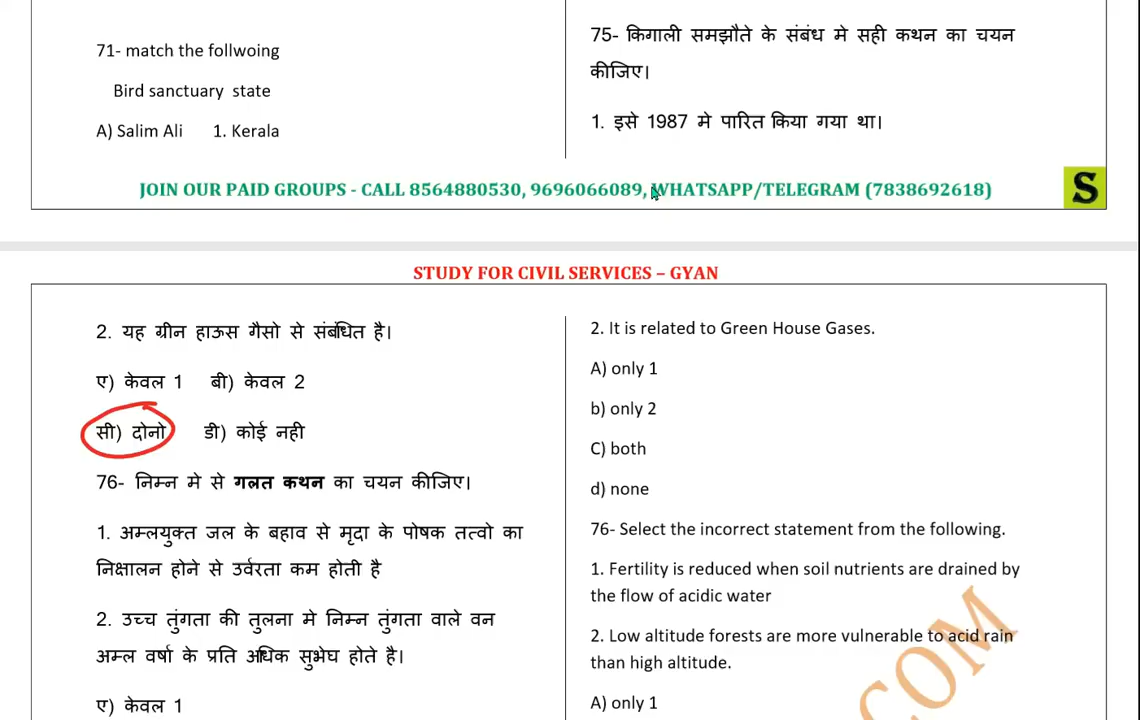 71- match the follwoing
Bird sanctuary state
A) Salim Ali 1. Kerala
75- किगाली समझौते के संबंध मे सही कथन का चयन
कीजिए।
1. इसे 1987 मे पारित किया गया था।
JOIN OUR PAID GROUPS - CALL 8564880530, 9696066089, WHATSAPP/TELEGRAM (7838692618)
S
STUDY FOR CIVIL SERVICES – GYAN
2. यह ग्रीन हाऊस गैसो से संबंधित है।
ए) केवल 1 बी) केवल 2
सी) दोनो डी) कोई नही
76- निम्न मे से गलत कथन का चयन कीजिए।
1. अम्लयुक्त जल के बहाव से मृदा के पोषक तत्वो का
निक्षालन होने से उर्वरता कम होती है
2. उच्च तुंगता की तुलना मे निम्न तुंगता वाले वन
अम्ल वर्षा के प्रति अधिक सुभेघ होते है।
ए) केवल 1
2. It is related to Green House Gases.
A) only 1
b) only 2
C) both
d) none
76- Select the incorrect statement from the following.
1. Fertility is reduced when soil nutrients are drained by
the flow of acidic water
2. Low altitude forests are more vulnerable to acid rain
than high altitude.
A) only 1
COM